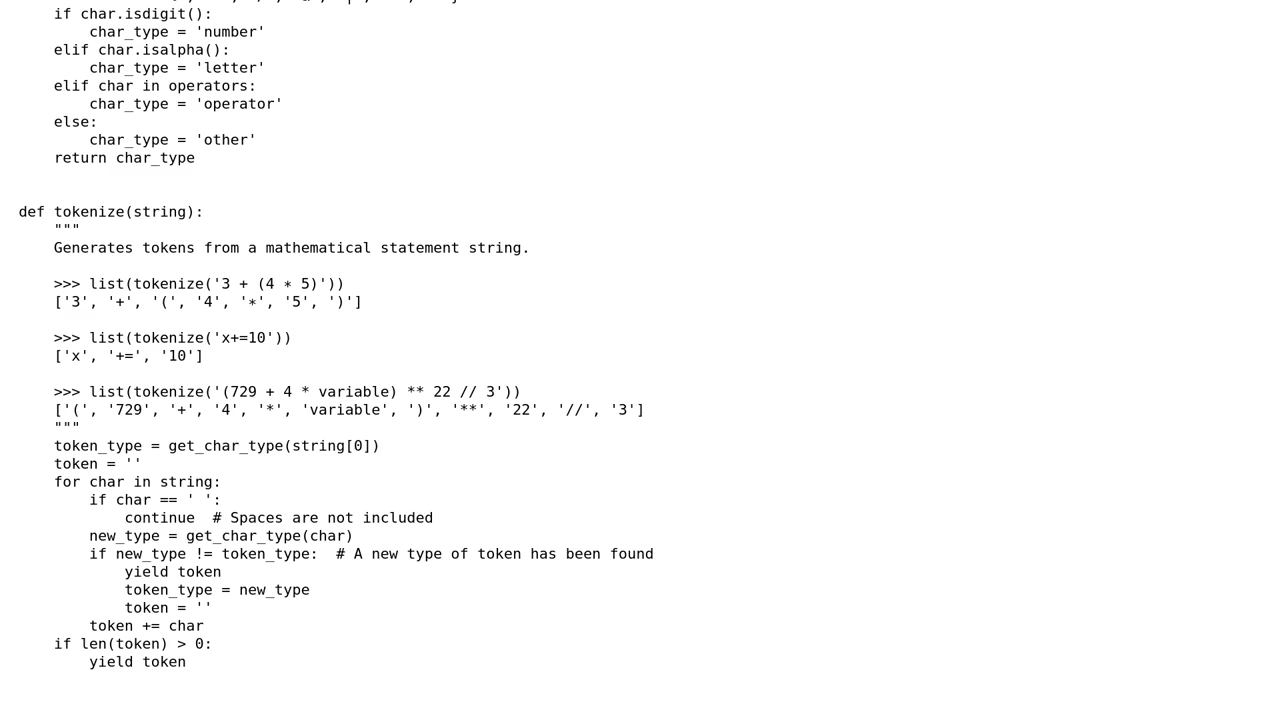 if char.isdigit():
        char_type = 'number'
    elif char.isalpha():
        char_type = 'letter'
    elif char in operators:
        char_type = 'operator'
    else:
        char_type = 'other'
    return char_type


def tokenize(string):
    """
    Generates tokens from a mathematical statement string.

    >>> list(tokenize('3 + (4 * 5)'))
    ['3', '+', '(', '4', '*', '5', ')']

    >>> list(tokenize('x+=10'))
    ['x', '+=', '10']

    >>> list(tokenize('(729 + 4 * variable) ** 22 // 3'))
    ['(', '729', '+', '4', '*', 'variable', ')', '**', '22', '//', '3']
    """
    token_type = get_char_type(string[0])
    token = ''
    for char in string:
        if char == ' ':
            continue  # Spaces are not included
        new_type = get_char_type(char)
        if new_type != token_type:  # A new type of token has been found
            yield token
            token_type = new_type
            token = ''
        token += char
    if len(token) > 0:
        yield token